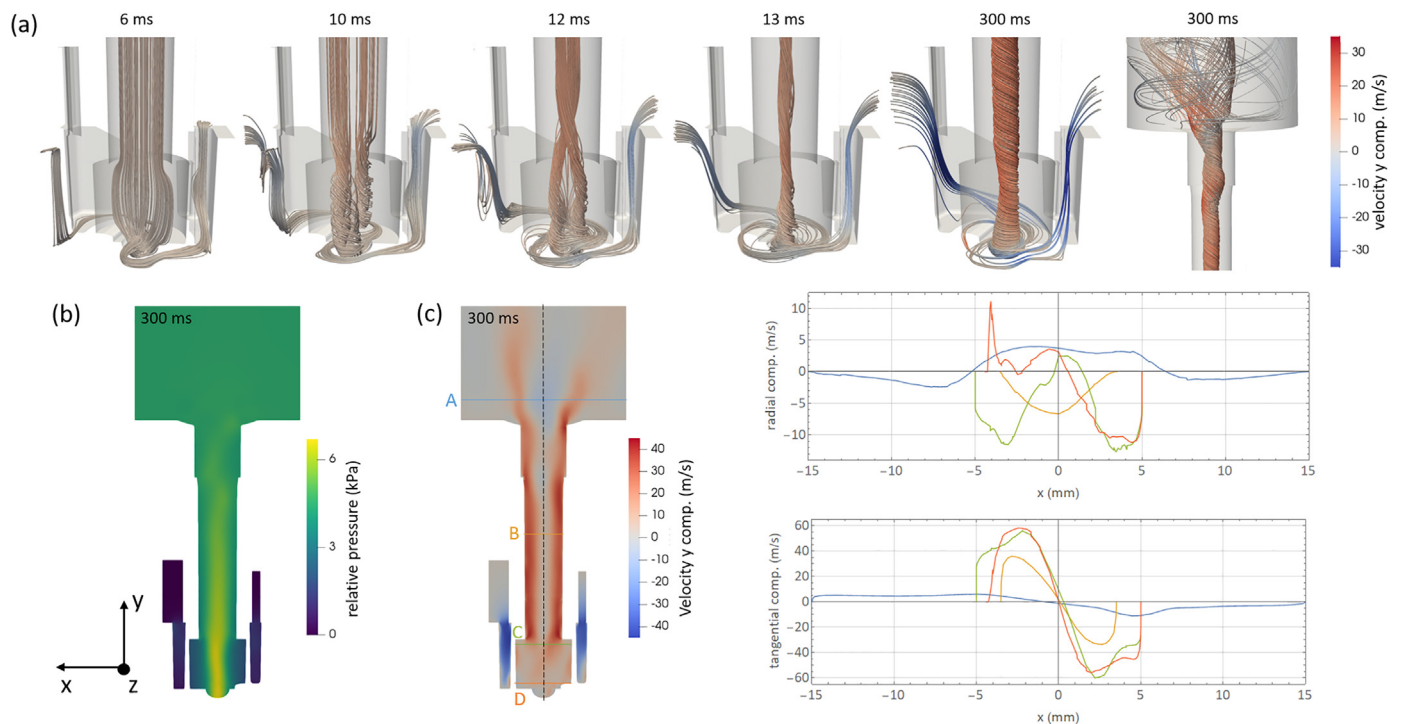 (a)
6 ms
10 ms
12 ms
13 ms
300 ms
300 ms
30
20
10
0
-10
-20
-30
velocity y comp. (m/s)
(b)
300 ms
6
3
0
relative pressure (kPa)
y
x
z
(c)
300 ms
A
B
C
D
40
30
20
10
0
-10
-20
-30
-40
Velocity y comp. (m/s)
10
5
0
−5
−10
radial comp. (m/s)
−15
−10
−5
0
5
10
15
x (mm)
60
40
20
0
−20
−40
−60
tangential comp. (m/s)
−15
−10
−5
0
5
10
15
x (mm)